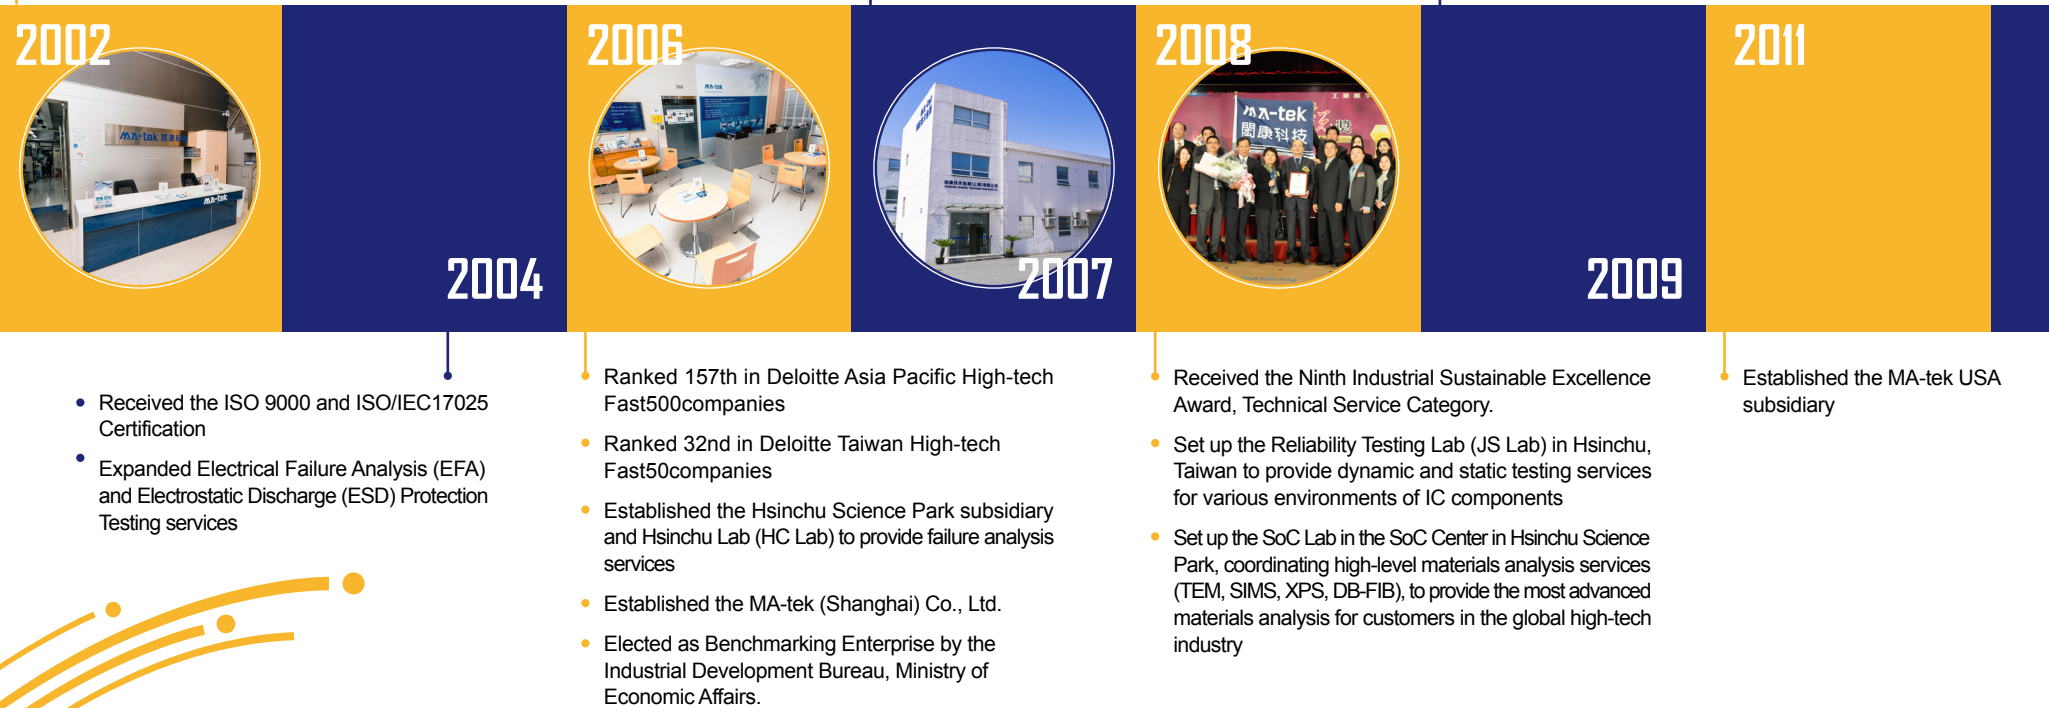 2002
MA-tek
MA-tek
2004
Received the ISO 9000 and ISO/IEC17025
Certification
Expanded Electrical Failure Analysis (EFA)
and Electrostatic Discharge (ESD) Protection
Testing services
2006
MA-tek
Ranked 157th in Deloitte Asia Pacific High-tech
Fast500companies
Ranked 32nd in Deloitte Taiwan High-tech
Fast50companies
Established the Hsinchu Science Park subsidiary
and Hsinchu Lab (HC Lab) to provide failure analysis
services
Established the MA-tek (Shanghai) Co., Ltd.
Elected as Benchmarking Enterprise by the
Industrial Development Bureau, Ministry of
Economic Affairs.
2007
2008
MA-tek
閎康科技
獎
Received the Ninth Industrial Sustainable Excellence
Award, Technical Service Category.
Set up the Reliability Testing Lab (JS Lab) in Hsinchu,
Taiwan to provide dynamic and static testing services
for various environments of IC components
Set up the SoC Lab in the SoC Center in Hsinchu Science
Park, coordinating high-level materials analysis services
(TEM, SIMS, XPS, DB-FIB), to provide the most advanced
materials analysis for customers in the global high-tech
industry
2009
2011
Established the MA-tek USA
subsidiary